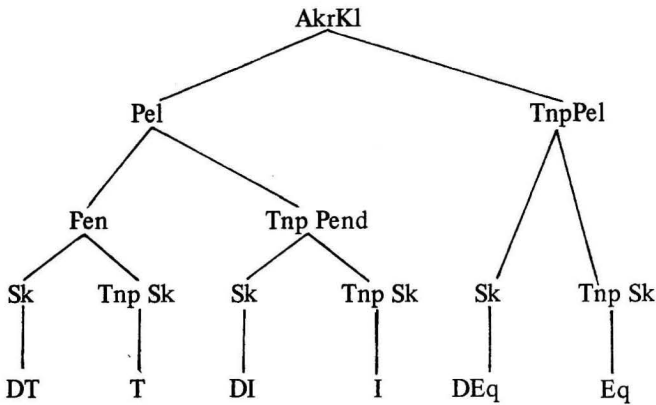 AkrKl
Pel TnpPel
Pen Tnp Pend
Sk Tnp Sk Sk Tnp Sk Sk Tnp Sk
DT T DI I DEq Eq